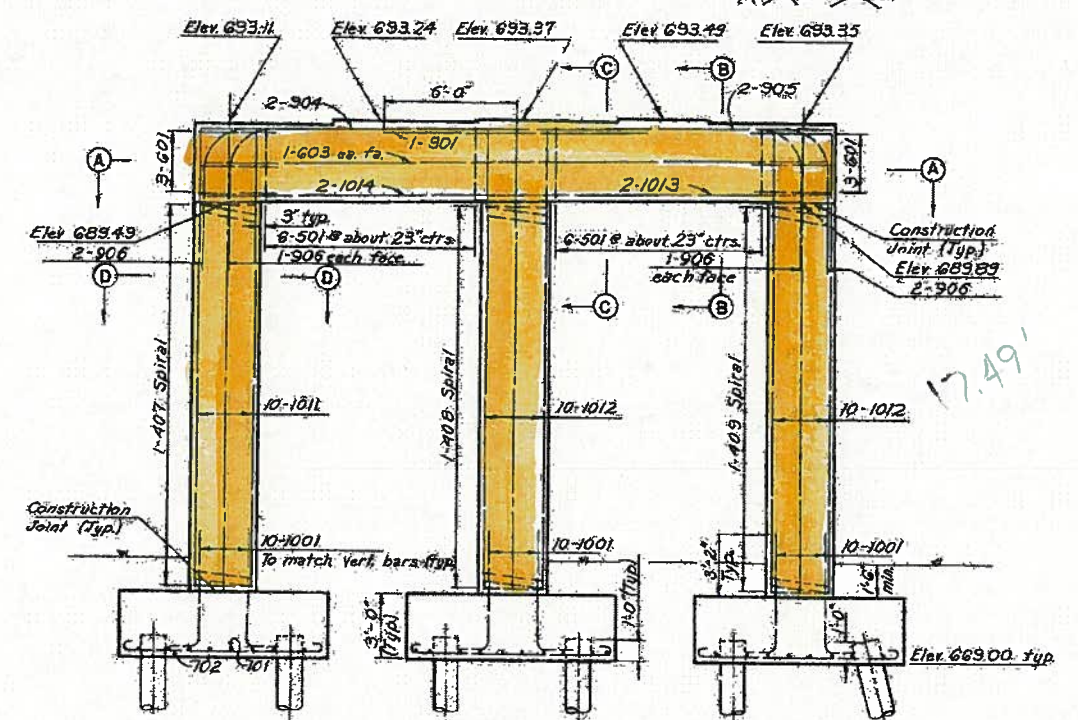 Elev. 693.11
Elev. 693.24
Elev. 693.37
Elev. 693.49
Elev. 693.35
C
B
6'-0"
2-904
2-905
1-901
3-601
1-603 ea. fa.
3-601
A
A
2-1014
2-1013
3" typ.
Elev 689.49
6-501 @ about 23" ctrs.
6-501 @ about 23" ctrs.
Construction
Joint (Typ.)
2-906
1-906 each face
1-906
each face
Elev 689.89
2-906
D
D
C
B
1-407 Spiral
1-408 Spiral
1-409 Spiral
7.49'
10-1011
10-1012
10-1012
Construction
Joint (Typ.)
10-1001
To match vert. bars (Typ)
10-1001
10-1001
3'-2"
Typ.
1'-6"
min.
3'-0"
(Typ.)
1'-0" (Typ)
1'-0"
702
701
Elev. 669.00 typ.